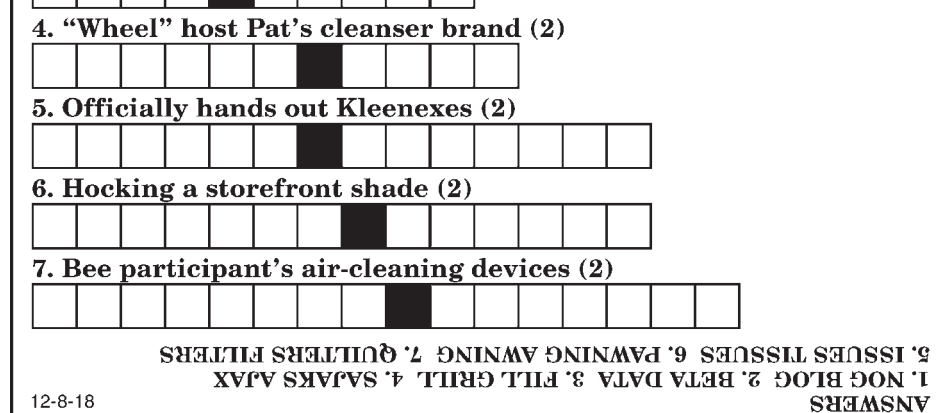 4. “Wheel” host Pat’s cleanser brand (2)
5. Officially hands out Kleenexes (2)
6. Hocking a storefront shade (2)
7. Bee participant’s air-cleaning devices (2)
ANSWERS
1. NOG BLOG 2. BETA DATA 3. FILL GRILL 4. SAJAKS AJAX
5. ISSUES TISSUES 6. PAWNING AWNING 7. QUILTERS FILTERS
12-8-18